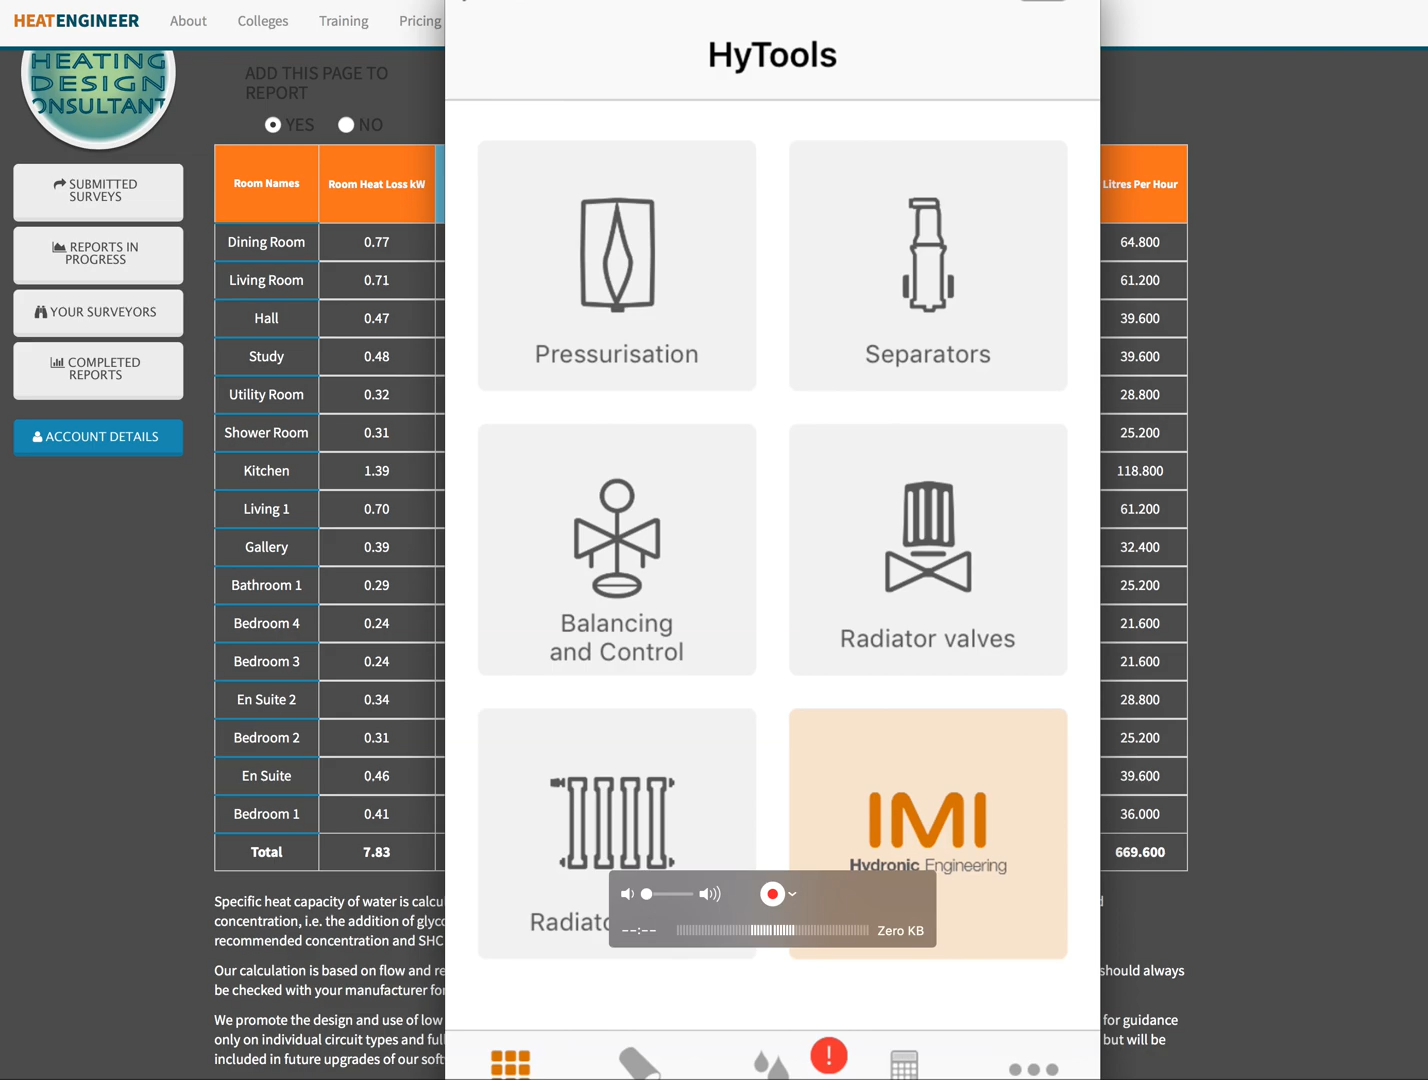 HEATENGINEER About Colleges Training Pricing
HEATING
DESIGN
ONSULTANT
SUBMITTED
SURVEYS
REPORTS IN
PROGRESS
YOUR SURVEYORS
COMPLETED
REPORTS
ACCOUNT DETAILS
ADD THIS PAGE TO
REPORT
YES NO
Room Names Room Heat Loss kW Litres Per Hour
Dining Room 0.77 64.800
Living Room 0.71 61.200
Hall 0.47 39.600
Study 0.48 39.600
Utility Room 0.32 28.800
Shower Room 0.31 25.200
Kitchen 1.39 118.800
Living 1 0.70 61.200
Gallery 0.39 32.400
Bathroom 1 0.29 25.200
Bedroom 4 0.24 21.600
Bedroom 3 0.24 21.600
En Suite 2 0.34 28.800
Bedroom 2 0.31 25.200
En Suite 0.46 39.600
Bedroom 1 0.41 36.000
Total 7.83 669.600
Specific heat capacity of water is calcu
concentration, i.e. the addition of glyc
recommended concentration and SHC
Our calculation is based on flow and re should always
be checked with your manufacturer for
We promote the design and use of low for guidance
only on individual circuit types and full but will be
included in future upgrades of our soft
HyTools
Pressurisation
Separators
Balancing
and Control
Radiator valves
Radiato
IMI
Hydronic Engineering
--:-- Zero KB
!